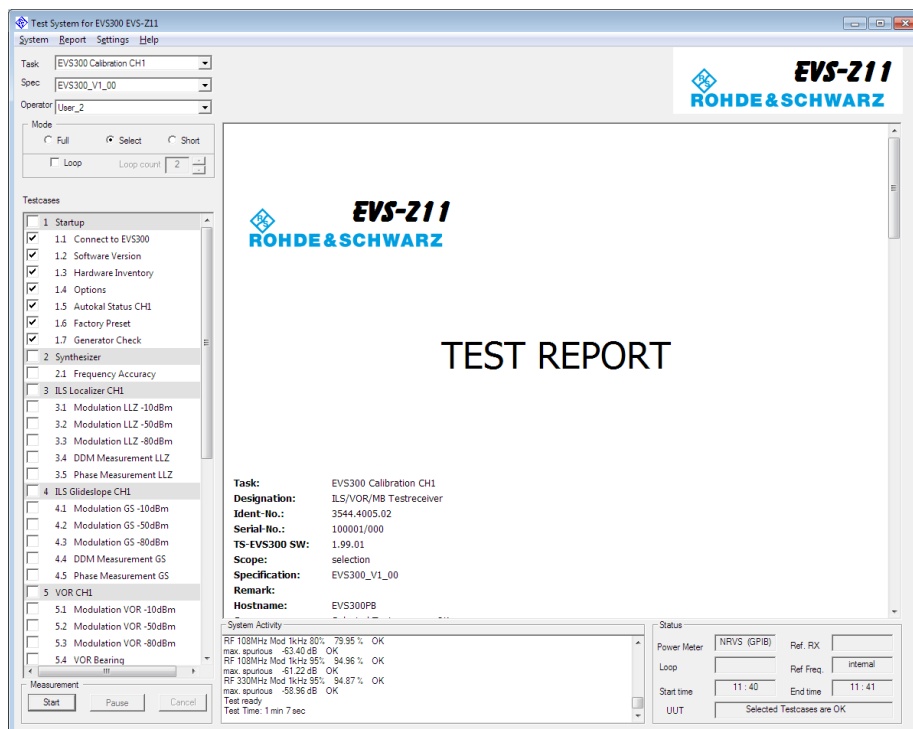 Test System for EVS300 EVS-Z11
System Report Settings Help
Task EVS300 Calibration CH1
Spec EVS300_V1_00
Operator User_2
Mode
Full Select Short
Loop Loop count 2
EVS-Z11
ROHDE & SCHWARZ
Testcases
1 Startup
1.1 Connect to EVS300
1.2 Software Version
1.3 Hardware Inventory
1.4 Options
1.5 Autokal Status CH1
1.6 Factory Preset
1.7 Generator Check
2 Synthesizer
2.1 Frequency Accuracy
3 ILS Localizer CH1
3.1 Modulation LLZ -10dBm
3.2 Modulation LLZ -50dBm
3.3 Modulation LLZ -80dBm
3.4 DDM Measurement LLZ
3.5 Phase Measurement LLZ
4 ILS Glideslope CH1
4.1 Modulation GS -10dBm
4.2 Modulation GS -50dBm
4.3 Modulation GS -80dBm
4.4 DDM Measurement GS
4.5 Phase Measurement GS
5 VOR CH1
5.1 Modulation VOR -10dBm
5.2 Modulation VOR -50dBm
5.3 Modulation VOR -80dBm
5.4 VOR Bearing
Measurement
Start Pause Cancel
EVS-Z11
ROHDE & SCHWARZ
TEST REPORT
Task: EVS300 Calibration CH1
Designation: ILS/VOR/MB Testreceiver
Ident-No.: 3544.4005.02
Serial-No.: 100001/000
TS-EVS300 SW: 1.99.01
Scope: selection
Specification: EVS300_V1_00
Remark:
Hostname: EVS300PB
System Activity
RF 108MHz Mod 1kHz 80% 79.95 % OK
max. spurious -63.40 dB OK
RF 108MHz Mod 1kHz 95% 94.96 % OK
max. spurious -61.22 dB OK
RF 330MHz Mod 1kHz 95% 94.87 % OK
max. spurious -58.96 dB OK
Test ready
Test Time: 1 min 7 sec
Status
Power Meter NRVS (GPIB) Ref. RX
Loop Ref Freq. internal
Start time 11 : 40 End time 11 : 41
UUT Selected Testcases are OK